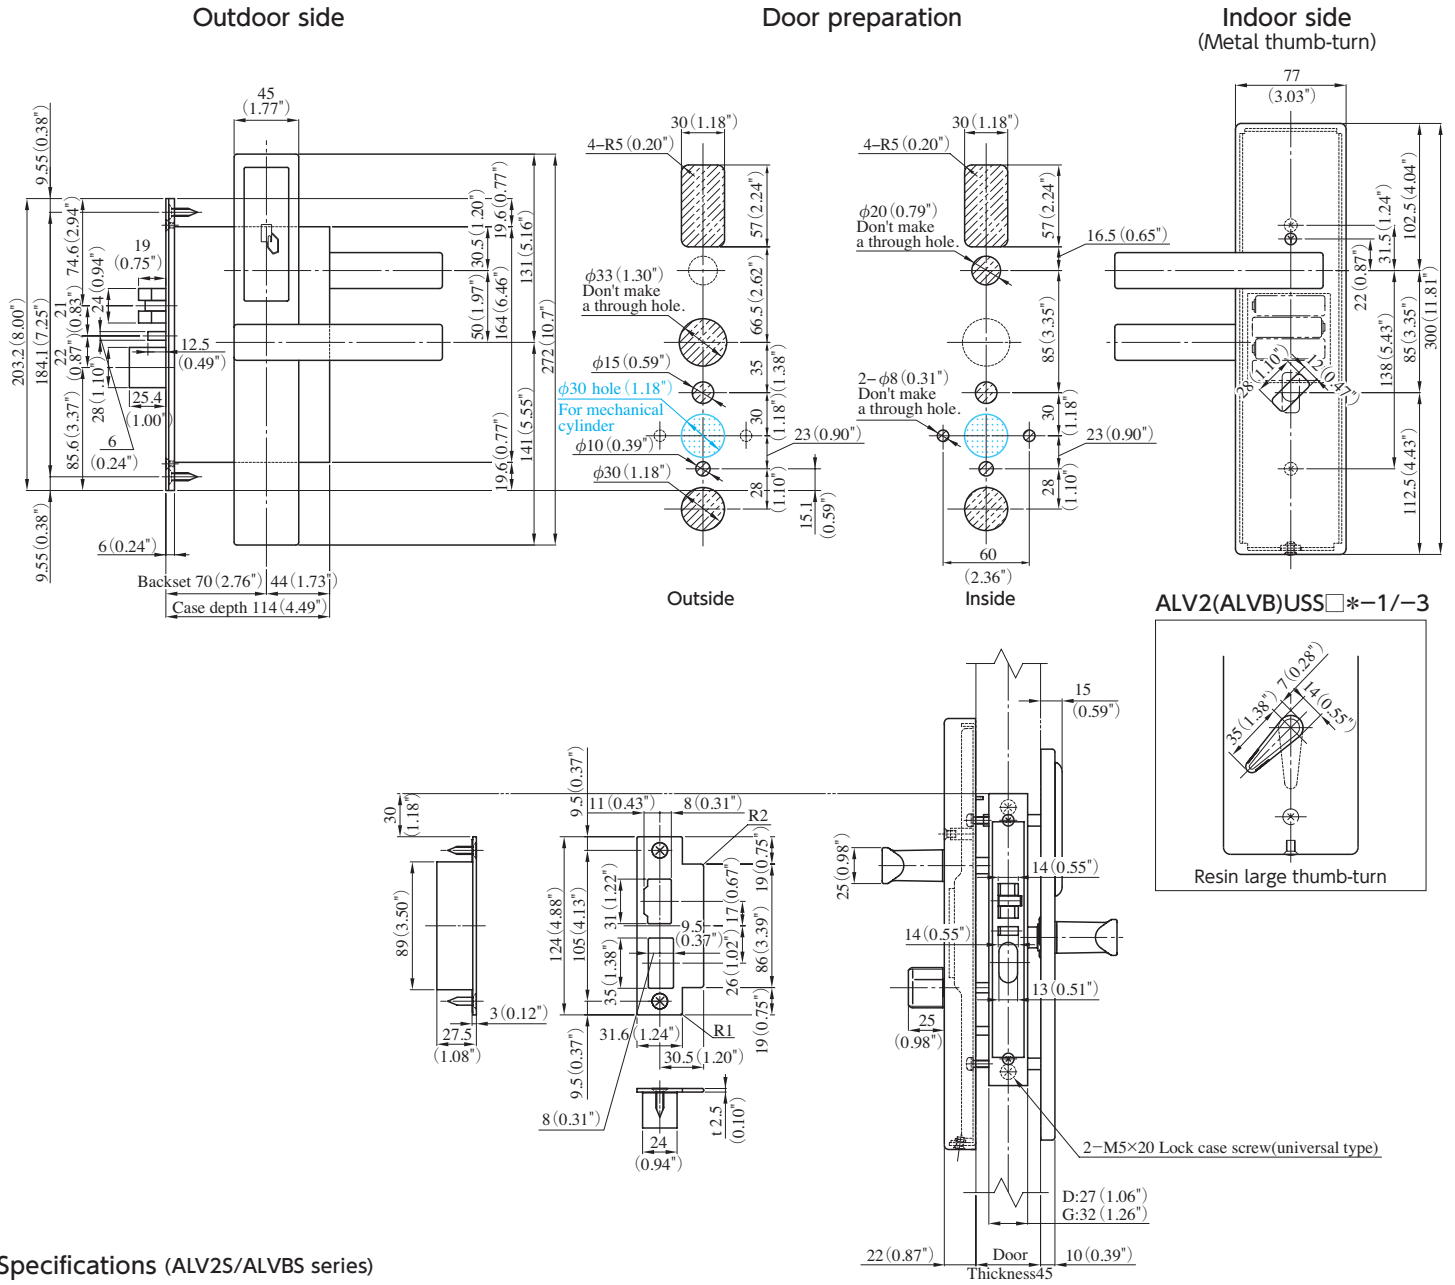 Outdoor side
Door preparation
Indoor side
(Metal thumb-turn)
45
(1.77")
9.55(0.38")
203.2(8.00")
184.1(7.25")
74.6(2.94")
19
(0.75")
24(0.94")
21
(0.83")
22
(0.87")
28(1.10")
12.5
(0.49")
25.4
(1.00")
6
(0.24")
85.6(3.37")
9.55(0.38")
6(0.24")
Backset 70(2.76")
44(1.73")
Case depth 114(4.49")
19.6(0.77")
30.5(1.20")
50(1.97")
164(6.46")
131(5.16")
272(10.7")
141(5.55")
19.6(0.77")
30(1.18")
4–R5(0.20")
57(2.24")
ϕ33(1.30")
Don't make
a through hole.
66.5(2.62")
ϕ15(0.59")
35
(1.38")
ϕ30 hole(1.18")
For mechanical
cylinder
30
(1.18")
ϕ10(0.39")
23(0.90")
ϕ30(1.18")
28
(1.10")
15.1
(0.59")
Outside
30(1.18")
4–R5(0.20")
57(2.24")
ϕ20(0.79")
Don't make
a through hole.
16.5(0.65")
85(3.35")
2–ϕ8(0.31")
Don't make
a through hole.
30
(1.18")
23(0.90")
28
(1.10")
60
(2.36")
Inside
77
(3.03")
102.5(4.04")
31.5(1.24")
22(0.87")
300(11.81")
138(5.43")
85(3.35")
28(1.10")
12(0.47")
112.5(4.43")
ALV2(ALVB)USS□*−1/−3
7(0.28")
14(0.55")
35(1.38")
Resin large thumb-turn
30
(1.18")
89(3.50")
27.5
(1.08")
3(0.12")
9.5(0.37")
11(0.43")
8(0.31")
R2
19(0.75")
124(4.88")
105(4.13")
31(1.22")
17(0.67")
9.5
(0.37")
86(3.39")
35(1.38")
26(1.02")
19(0.75")
31.6(1.24")
R1
30.5(1.20")
9.5(0.37")
8(0.31")
24
(0.94")
t 2.5
(0.10")
15
(0.59")
25(0.98")
14(0.55")
14(0.55")
13(0.51")
25
(0.98")
2−M5×20 Lock case screw(universal type)
D:27(1.06")
G:32(1.26")
22(0.87")
Door
Thickness45
10(0.39")
Specifications (ALV2S/ALVBS series)